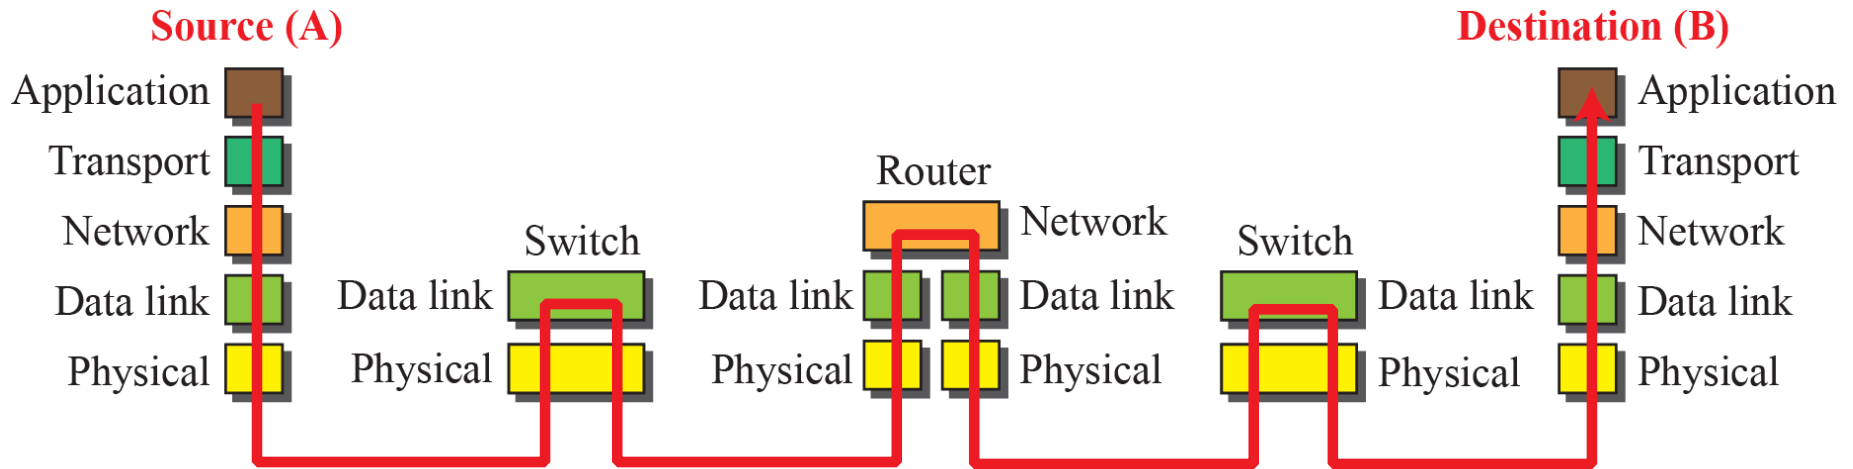 Source (A)
Destination (B)
Application
Transport
Network
Data link
Physical
Switch
Data link
Physical
Router
Network
Data link
Data link
Physical
Physical
Switch
Data link
Physical
Application
Transport
Network
Data link
Physical